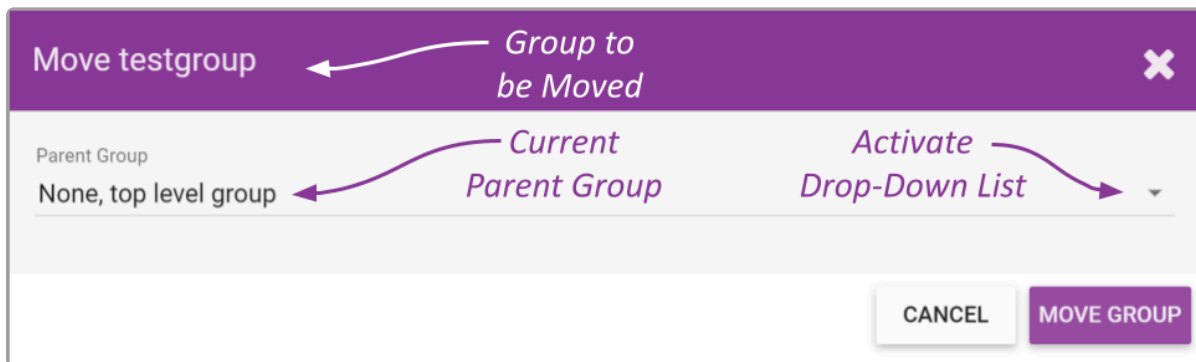 Move testgroup
Group to
be Moved
Parent Group
None, top level group
Current
Parent Group
Activate
Drop-Down List
CANCEL
MOVE GROUP